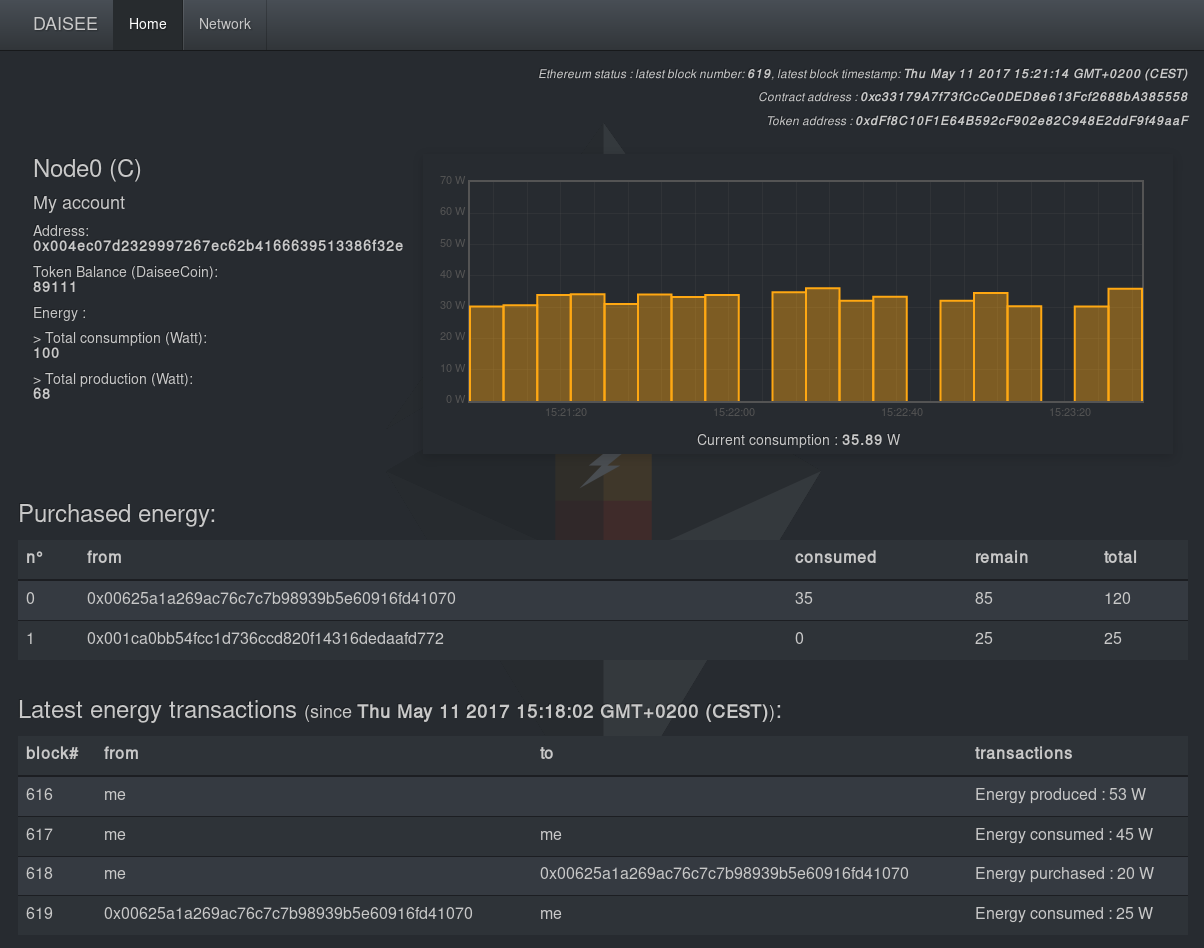 DAISEE Home Network
Ethereum status : latest block number: 619, latest block timestamp: Thu May 11 2017 15:21:14 GMT+0200 (CEST)
Contract address : 0xc33179A7f73fCcCe0DED8e613Fcf2688bA385558
Token address : 0xdFf8C10F1E64B592cF902e82C948E2ddF9f49aaF
Node0 (C)
My account
Address:
0x004ec07d2329997267ec62b4166639513386f32e
Token Balance (DaiseeCoin):
89111
Energy :
> Total consumption (Watt):
100
> Total production (Watt):
68
70 W
60 W
50 W
40 W
30 W
20 W
10 W
0 W
15:21:20 15:22:00 15:22:40 15:23:20
Current consumption : 35.89 W
Purchased energy:
n° from consumed remain total
0 0x00625a1a269ac76c7c7b98939b5e60916fd41070 35 85 120
1 0x001ca0bb54fcc1d736ccd820f14316dedaafd772 0 25 25
Latest energy transactions (since Thu May 11 2017 15:18:02 GMT+0200 (CEST)):
block# from to transactions
616 me Energy produced : 53 W
617 me me Energy consumed : 45 W
618 me 0x00625a1a269ac76c7c7b98939b5e60916fd41070 Energy purchased : 20 W
619 0x00625a1a269ac76c7c7b98939b5e60916fd41070 me Energy consumed : 25 W